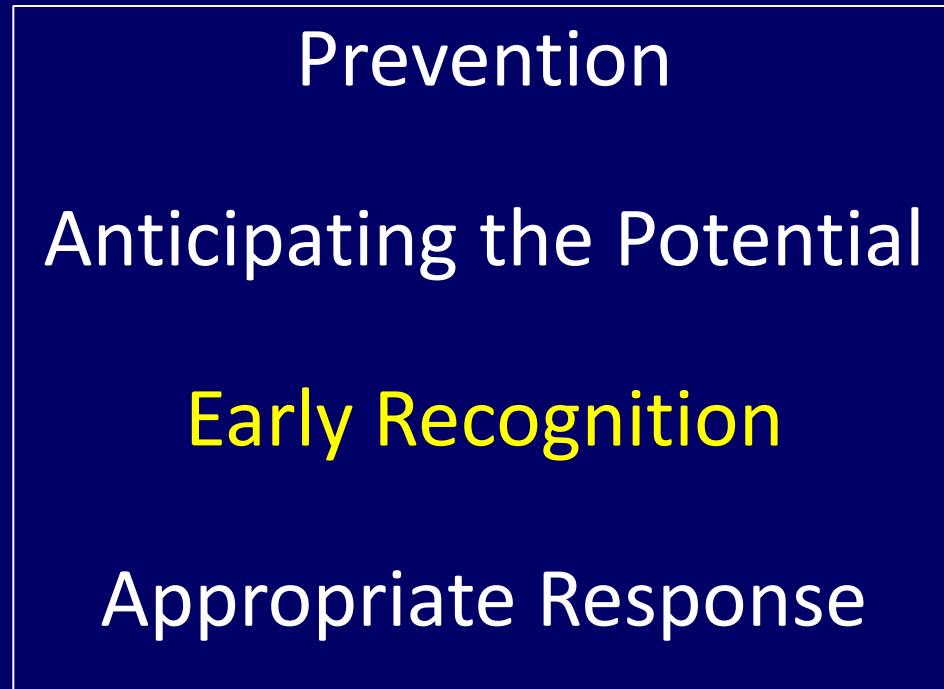 Prevention
Anticipating the Potential
Early Recognition
Appropriate Response